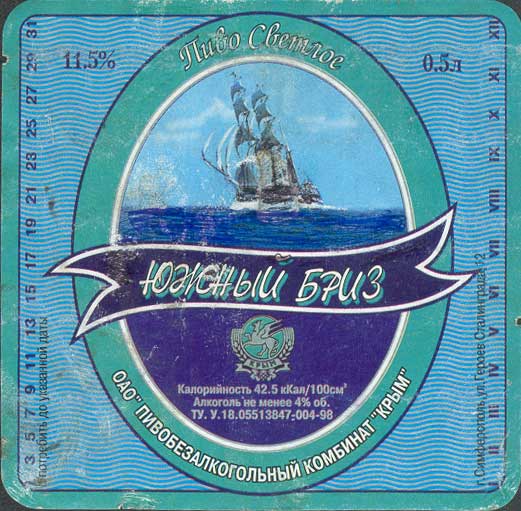 Пиво Светлое
11,5%
0,5л
ЮЖНЫЙ БРИЗ
КРЫМ
Калорийность 42.5 кКал/100см³
Алкоголь не менее 4% об.
ТУ. У.18.05513847-004-98
ОАО "ПИВОБЕЗАЛКОГОЛЬНЫЙ КОМБИНАТ "КРЫМ"
1 3 5 7 9 11 13 15 17 19 21 23 25 27 29 31
Употребить до указанной даты
I II III IV V VI VII VIII IX X XI XII
г.Симферополь, ул.Героев Сталинграда